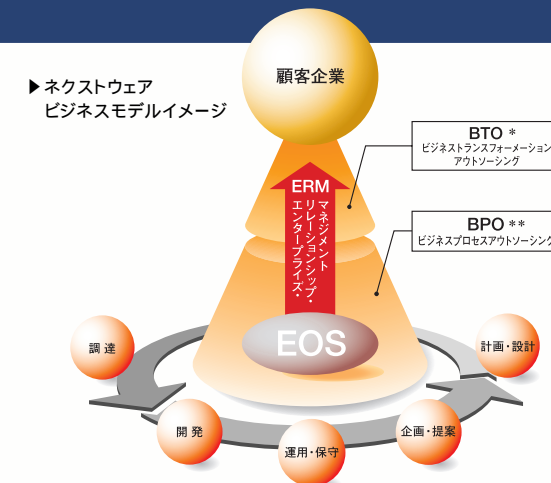 ▶ネクストウェア
ビジネスモデルイメージ
顧客企業
BTO *
ビジネストランスフォーメーション
アウトソーシング
ERM
エンタープライズ・
リレーションシップ・
マネジメント
BPO **
ビジネスプロセスアウトソーシング
EOS
調達
計画・設計
開発
運用・保守
企画・提案